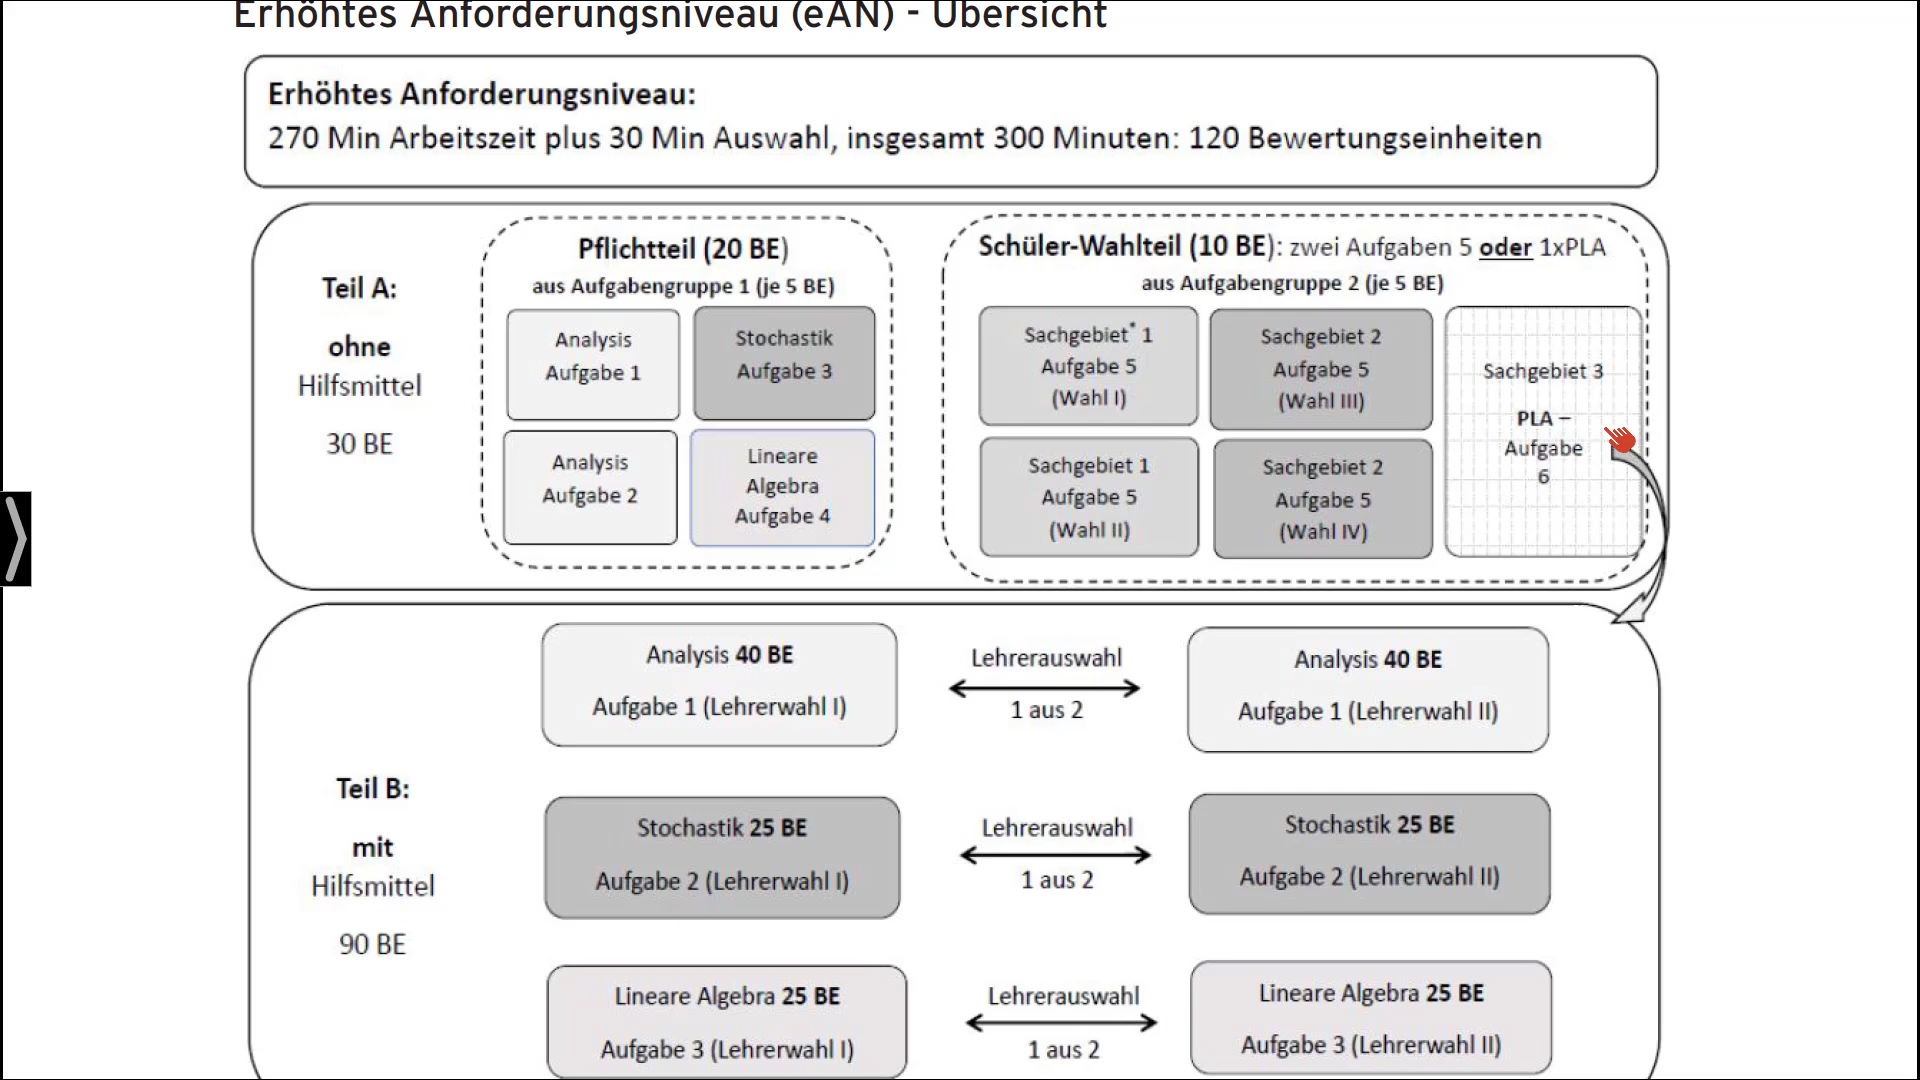 Erhöhtes Anforderungsniveau (eAN) - Übersicht
Erhöhtes Anforderungsniveau:
270 Min Arbeitszeit plus 30 Min Auswahl, insgesamt 300 Minuten: 120 Bewertungseinheiten
Teil A:
ohne
Hilfsmittel
30 BE
Pflichtteil (20 BE)
aus Aufgabengruppe 1 (je 5 BE)
Analysis
Aufgabe 1
Stochastik
Aufgabe 3
Analysis
Aufgabe 2
Lineare
Algebra
Aufgabe 4
Schüler-Wahlteil (10 BE): zwei Aufgaben 5 oder 1xPLA
aus Aufgabengruppe 2 (je 5 BE)
Sachgebiet* 1
Aufgabe 5
(Wahl I)
Sachgebiet 2
Aufgabe 5
(Wahl III)
Sachgebiet 1
Aufgabe 5
(Wahl II)
Sachgebiet 2
Aufgabe 5
(Wahl IV)
Sachgebiet 3
PLA –
Aufgabe
6
Teil B:
mit
Hilfsmittel
90 BE
Analysis 40 BE
Aufgabe 1 (Lehrerwahl I)
Lehrerauswahl
1 aus 2
Analysis 40 BE
Aufgabe 1 (Lehrerwahl II)
Stochastik 25 BE
Aufgabe 2 (Lehrerwahl I)
Lehrerauswahl
1 aus 2
Stochastik 25 BE
Aufgabe 2 (Lehrerwahl II)
Lineare Algebra 25 BE
Aufgabe 3 (Lehrerwahl I)
Lehrerauswahl
1 aus 2
Lineare Algebra 25 BE
Aufgabe 3 (Lehrerwahl II)